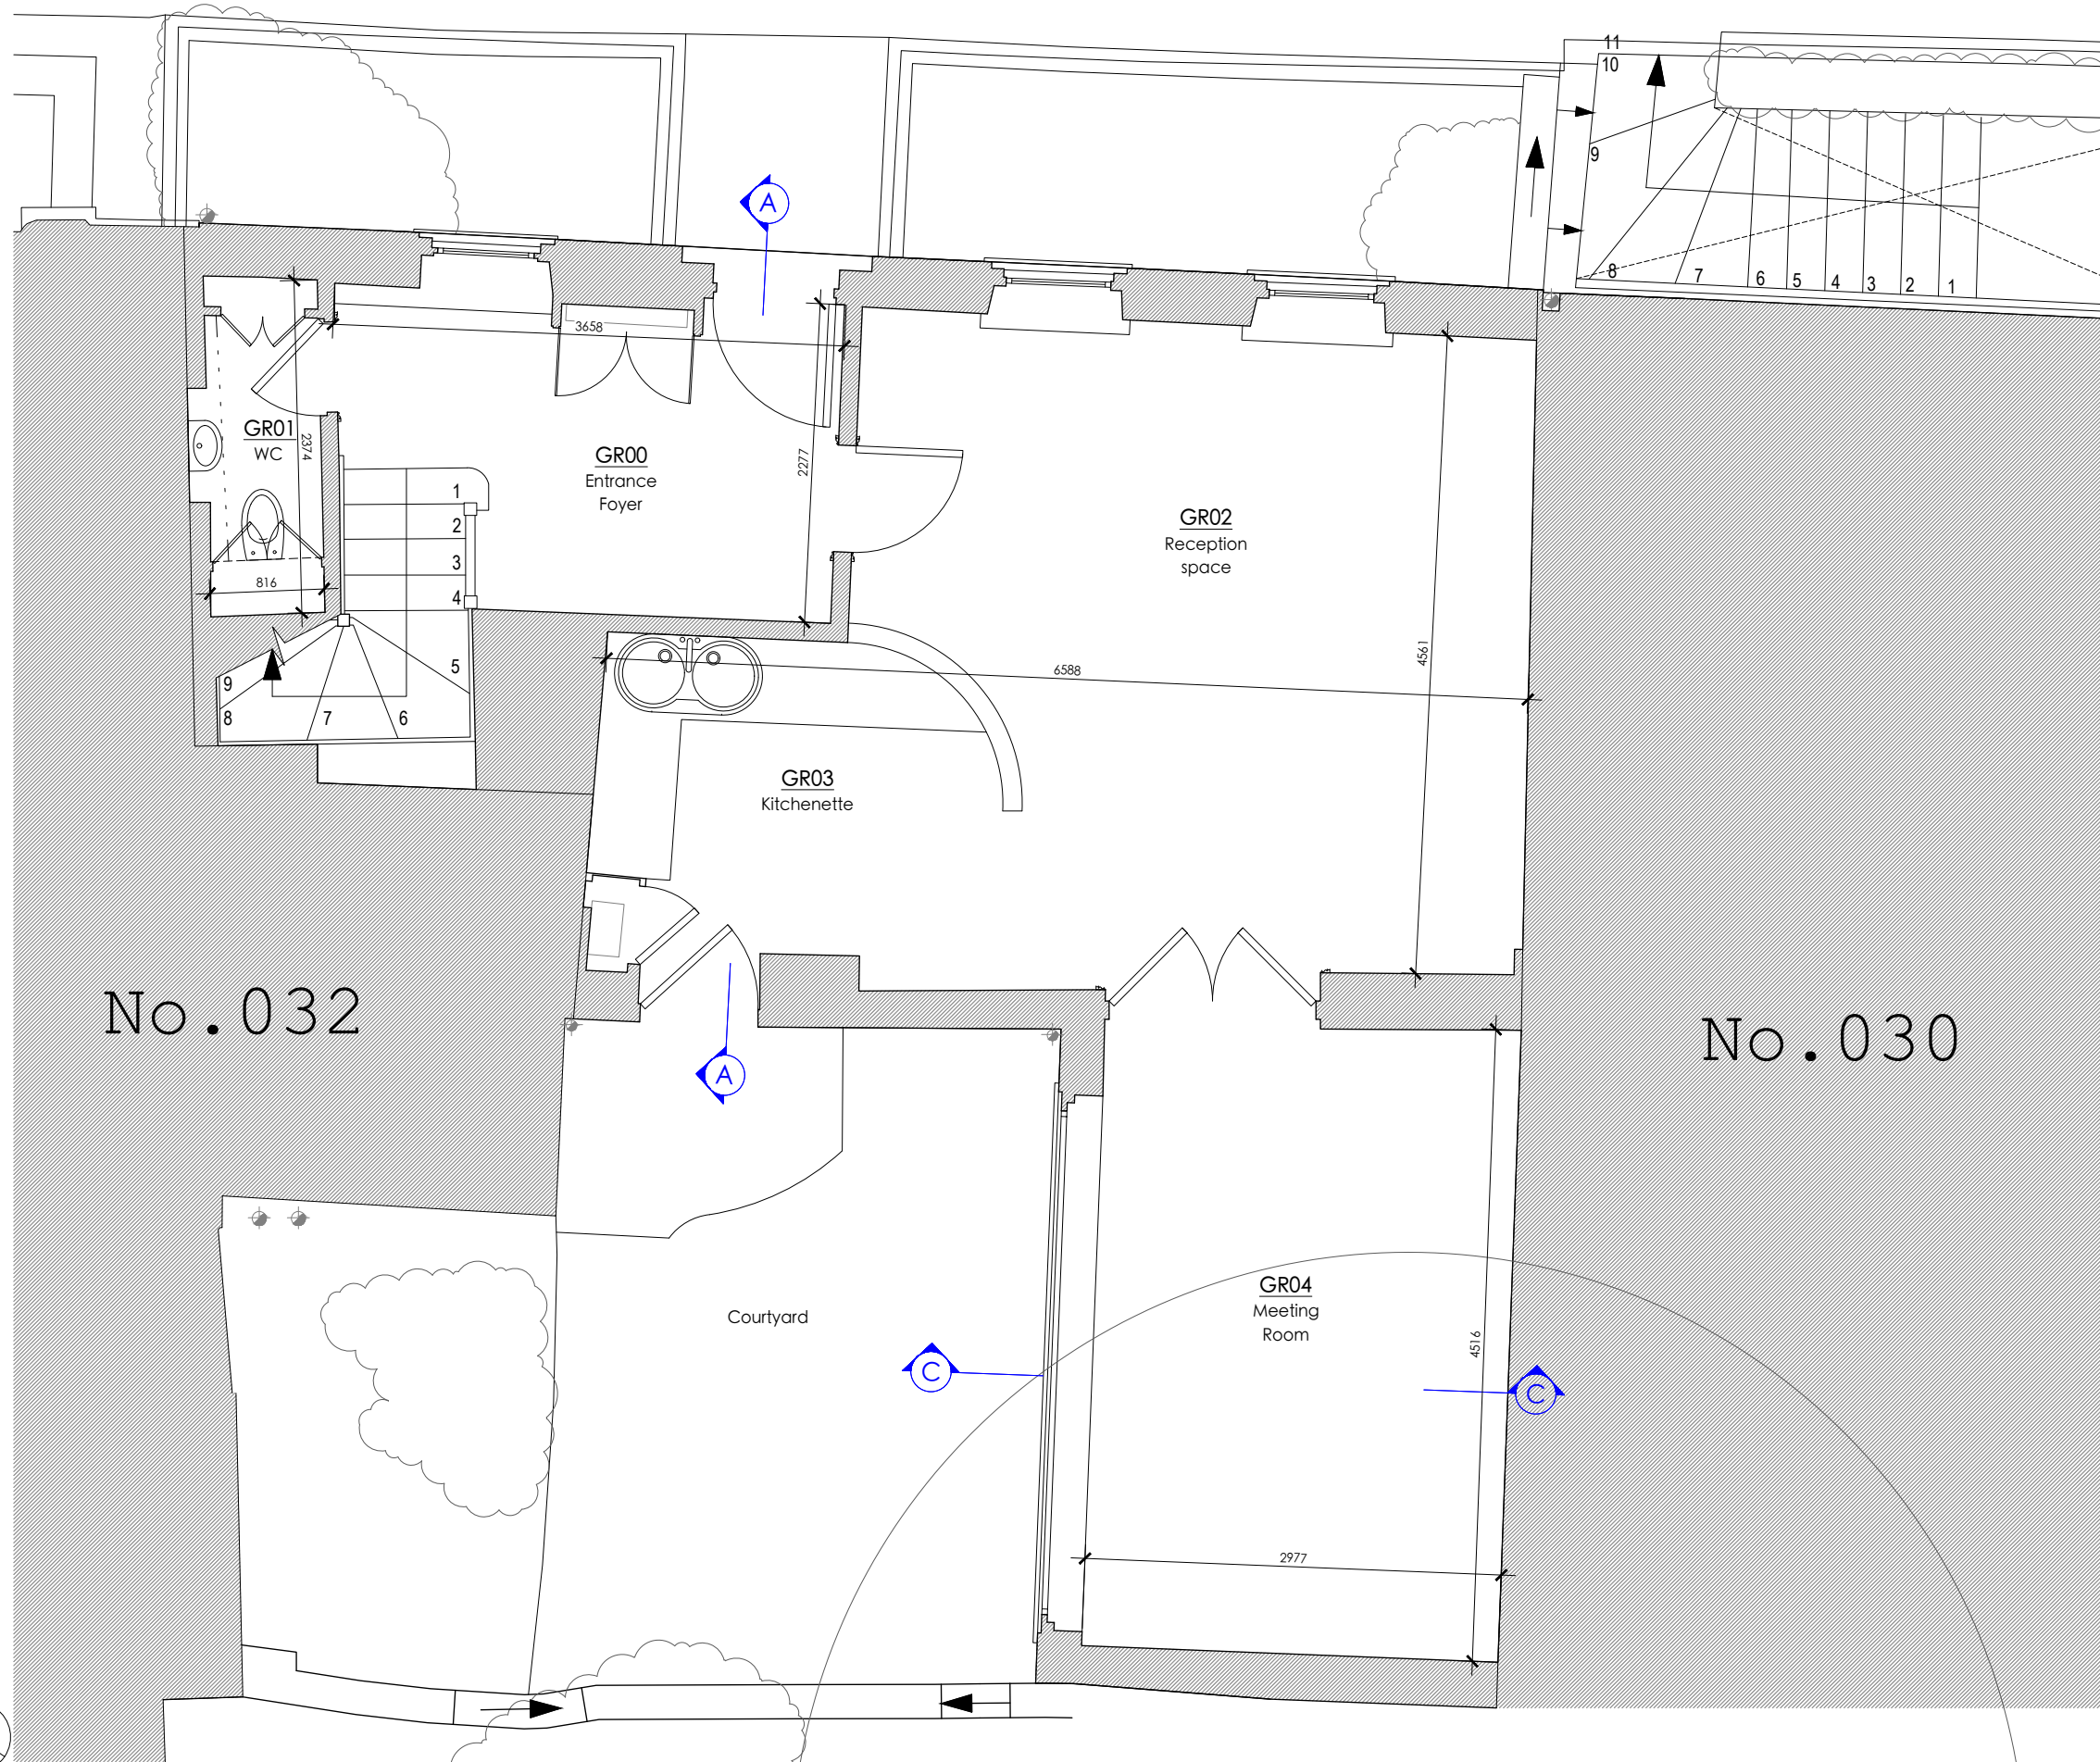 11
10
9
8
7
6
5
4
3
2
1
A
3658
GR01
WC
2374
GR00
Entrance
Foyer
2277
GR02
Reception
space
1
2
3
4
5
6
7
8
9
816
4561
6588
GR03
Kitchenette
No.032
No.030
A
GR04
Meeting
Room
Courtyard
4516
C
C
2977